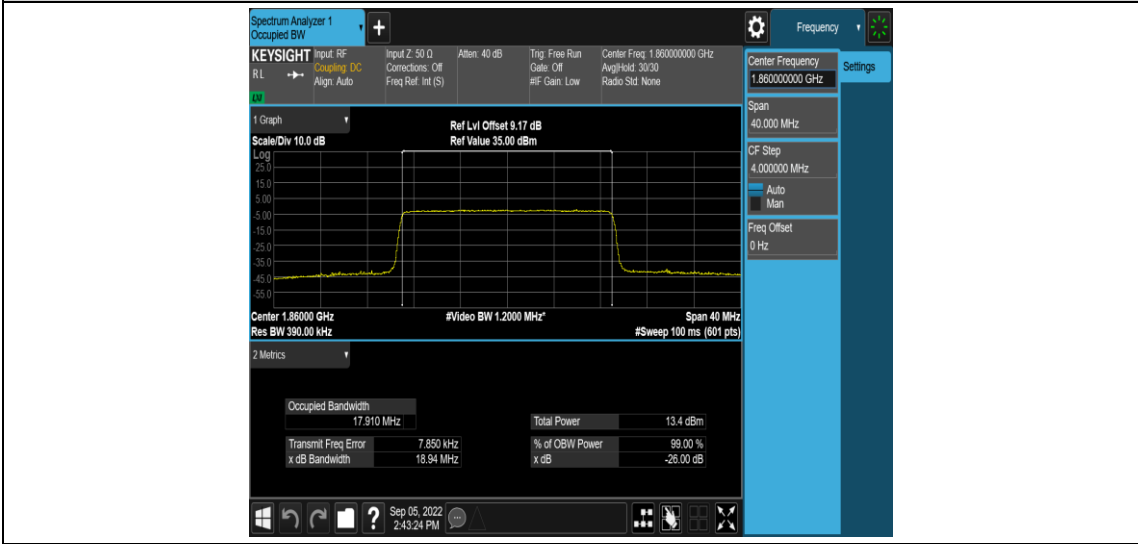 Spectrum Analyzer 1
Occupied BW
+
Frequency
KEYSIGHT
RL
LXI
Input: RF
Coupling: DC
Align: Auto
Input Z: 50 Ω
Corrections: Off
Freq Ref: Int (S)
Atten: 40 dB
Trig: Free Run
Gate: Off
#IF Gain: Low
Center Freq: 1.860000000 GHz
Avg|Hold: 30/30
Radio Std: None
Center Frequency
1.860000000 GHz
Settings
Span
40.000 MHz
CF Step
4.000000 MHz
Auto
Man
Freq Offset
0 Hz
1 Graph
Scale/Div 10.0 dB
Ref Lvl Offset 9.17 dB
Ref Value 35.00 dBm
Log
25.0
15.0
5.00
-5.00
-15.0
-25.0
-35.0
-45.0
-55.0
Center 1.86000 GHz
#Video BW 1.2000 MHz*
Span 40 MHz
Res BW 390.00 kHz
#Sweep 100 ms (601 pts)
2 Metrics
Occupied Bandwidth
17.910 MHz
Total Power 13.4 dBm
Transmit Freq Error 7.850 kHz
% of OBW Power 99.00 %
x dB Bandwidth 18.94 MHz
x dB -26.00 dB
?
Sep 05, 2022
2:43:24 PM